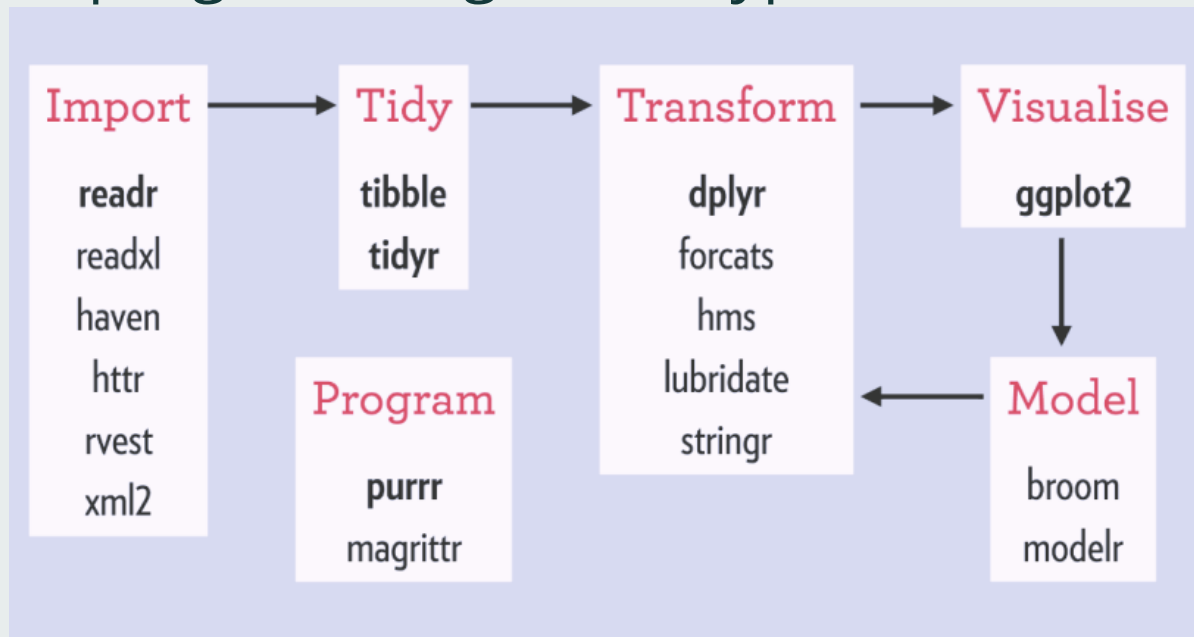 Import
readr
readxl
haven
httr
rvest
xml2
Tidy
tibble
tidyr
Program
purrr
magrittr
Transform
dplyr
forcats
hms
lubridate
stringr
Visualise
ggplot2
Model
broom
modelr